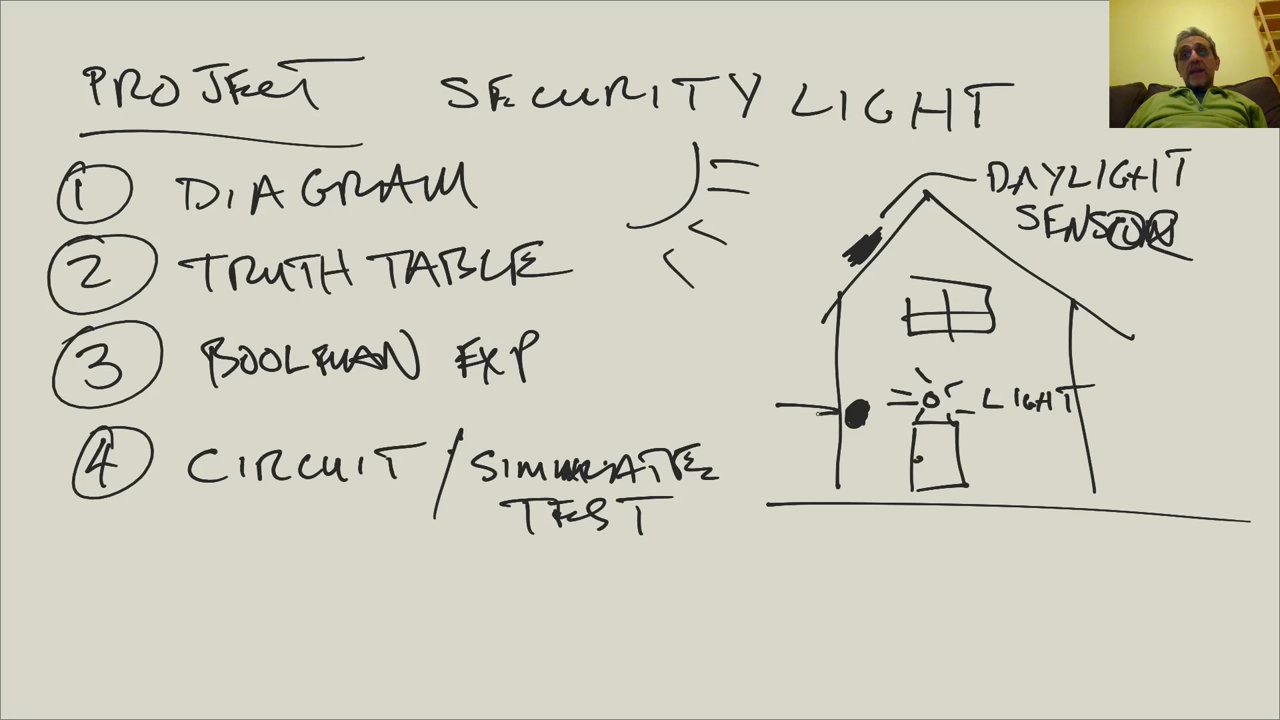 PROJECT SECURITY LIGHT
1 DIAGRAM
2 TRUTH TABLE
3 BOOLEAN EXP
4 CIRCUIT / SIMULATE
TEST
DAYLIGHT
SENSOR
LIGHT